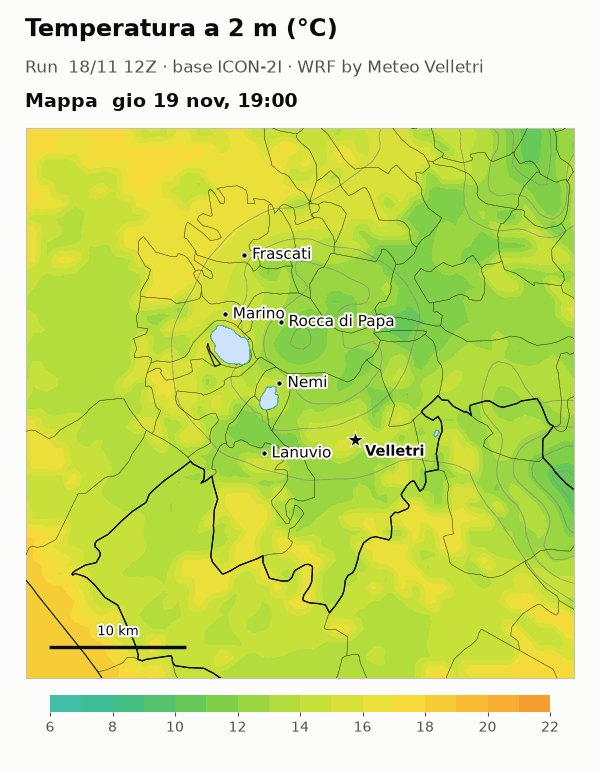 Temperatura a 2 m (°C)
Run  18/11 12Z · base ICON-2I · WRF by Meteo Velletri
Mappa  gio 19 nov, 19:00
Frascati
Marino
Rocca di Papa
Nemi
Velletri
Lanuvio
10 km
6 8 10 12 14 16 18 20 22